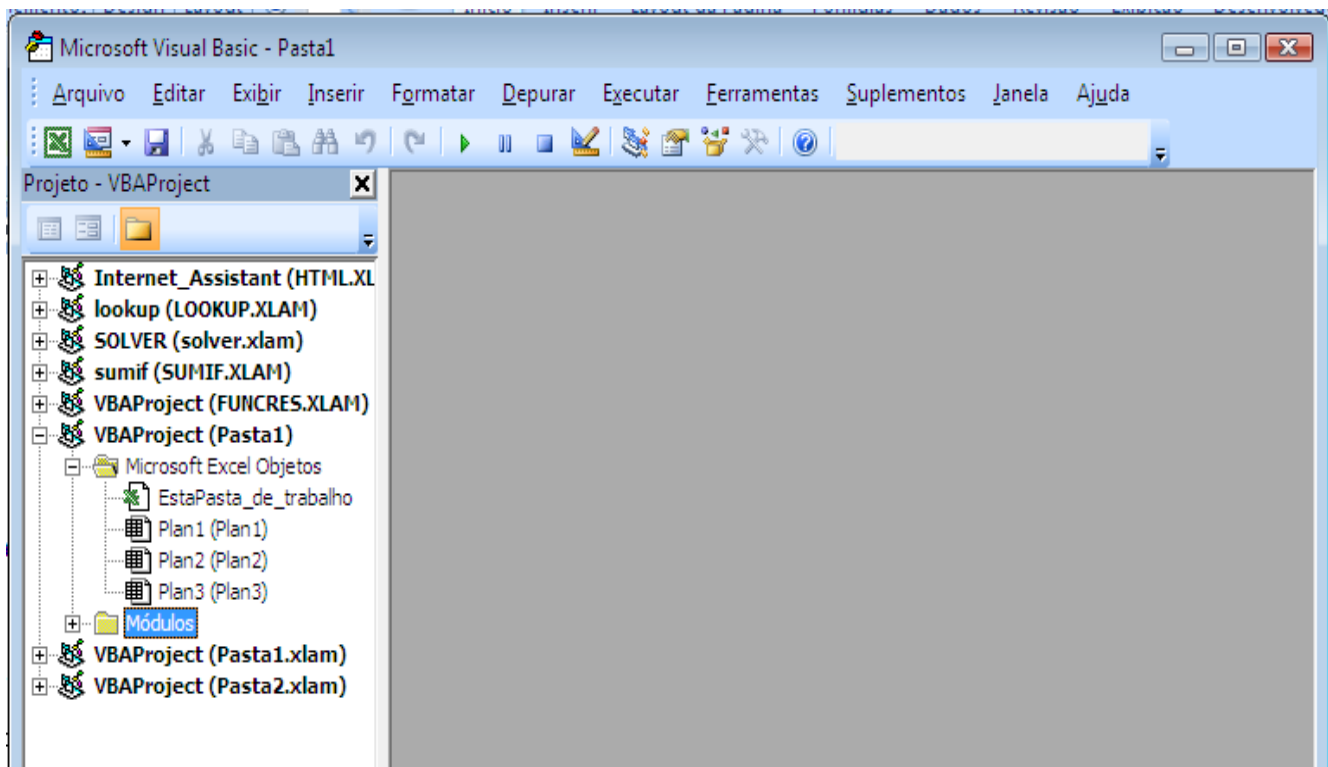 Microsoft Visual Basic - Pasta1
Arquivo Editar Exibir Inserir Formatar Depurar Executar Ferramentas Suplementos Janela Ajuda
Projeto - VBAProject
Internet_Assistant (HTML.XL
lookup (LOOKUP.XLAM)
SOLVER (solver.xlam)
sumif (SUMIF.XLAM)
VBAProject (FUNCRES.XLAM)
VBAProject (Pasta1)
Microsoft Excel Objetos
EstaPasta_de_trabalho
Plan1 (Plan1)
Plan2 (Plan2)
Plan3 (Plan3)
Módulos
VBAProject (Pasta1.xlam)
VBAProject (Pasta2.xlam)